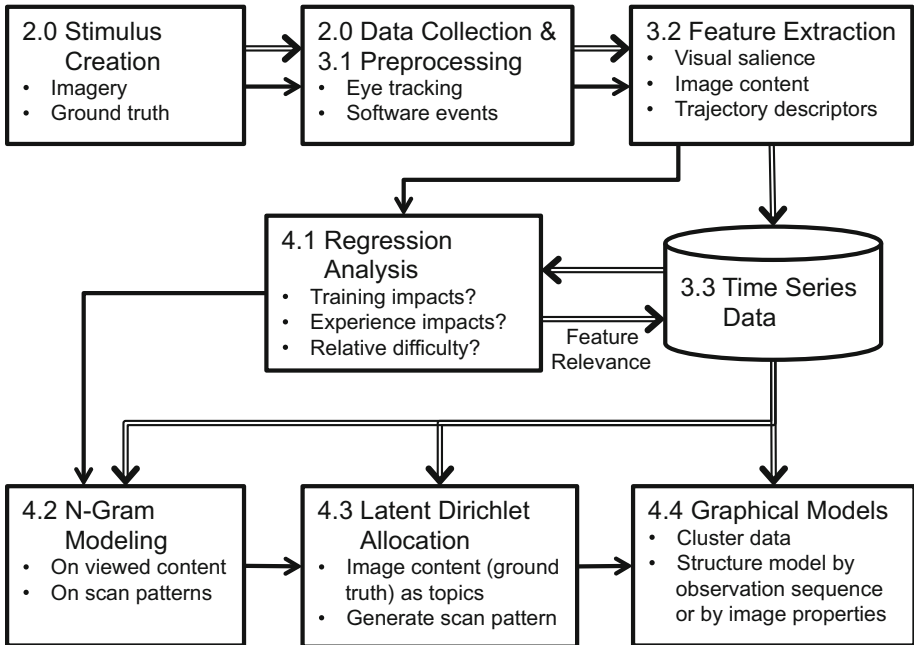 2.0 Stimulus
Creation
• Imagery
• Ground truth
2.0 Data Collection &
3.1 Preprocessing
• Eye tracking
• Software events
3.2 Feature Extraction
• Visual salience
• Image content
• Trajectory descriptors
4.1 Regression
Analysis
• Training impacts?
• Experience impacts?
• Relative difficulty?
Feature
Relevance
3.3 Time Series
Data
4.2 N-Gram
Modeling
• On viewed content
• On scan patterns
4.3 Latent Dirichlet
Allocation
• Image content (ground
truth) as topics
• Generate scan pattern
4.4 Graphical Models
• Cluster data
• Structure model by
observation sequence
or by image properties